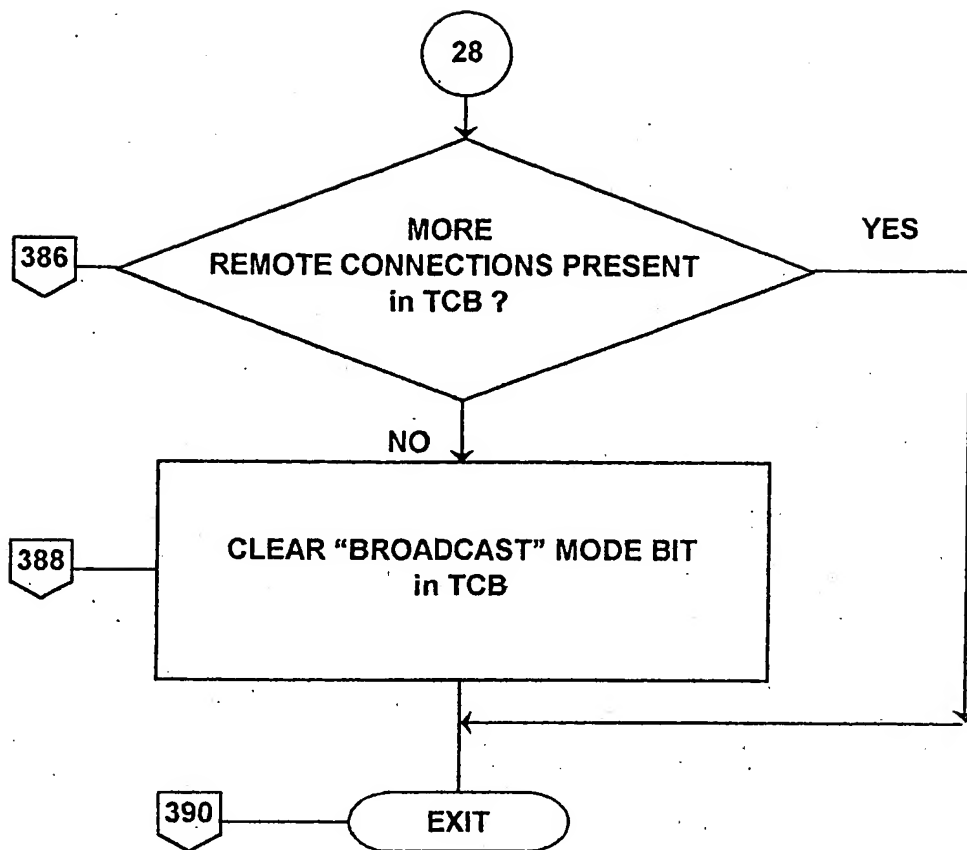 28
MORE
REMOTE CONNECTIONS PRESENT
in TCB ?
YES
386
NO
CLEAR “BROADCAST” MODE BIT
in TCB
388
390
EXIT